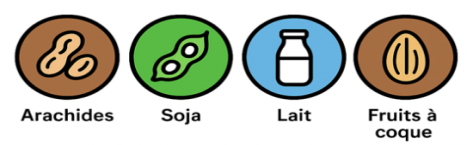 Arachides
Soja
Lait
Fruits à
coque